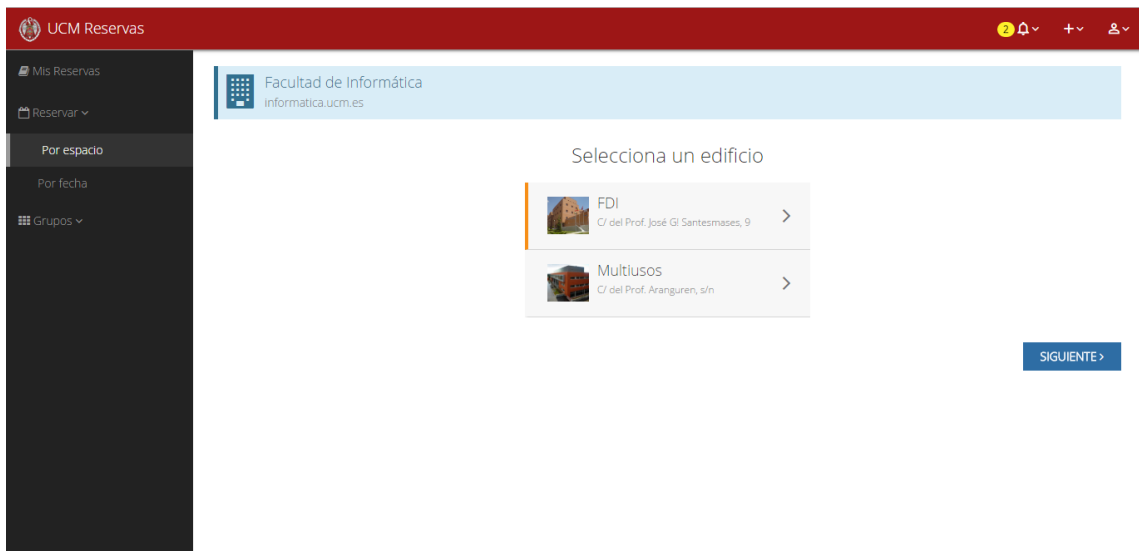 UCM Reservas
2
Mis Reservas
Reservar
Por espacio
Por fecha
Grupos
Facultad de Informática
informatica.ucm.es
Selecciona un edificio
FDI
C/ del Prof. José Gª Santesmases, 9
Multiusos
C/ del Prof. Aranguren, s/n
SIGUIENTE >